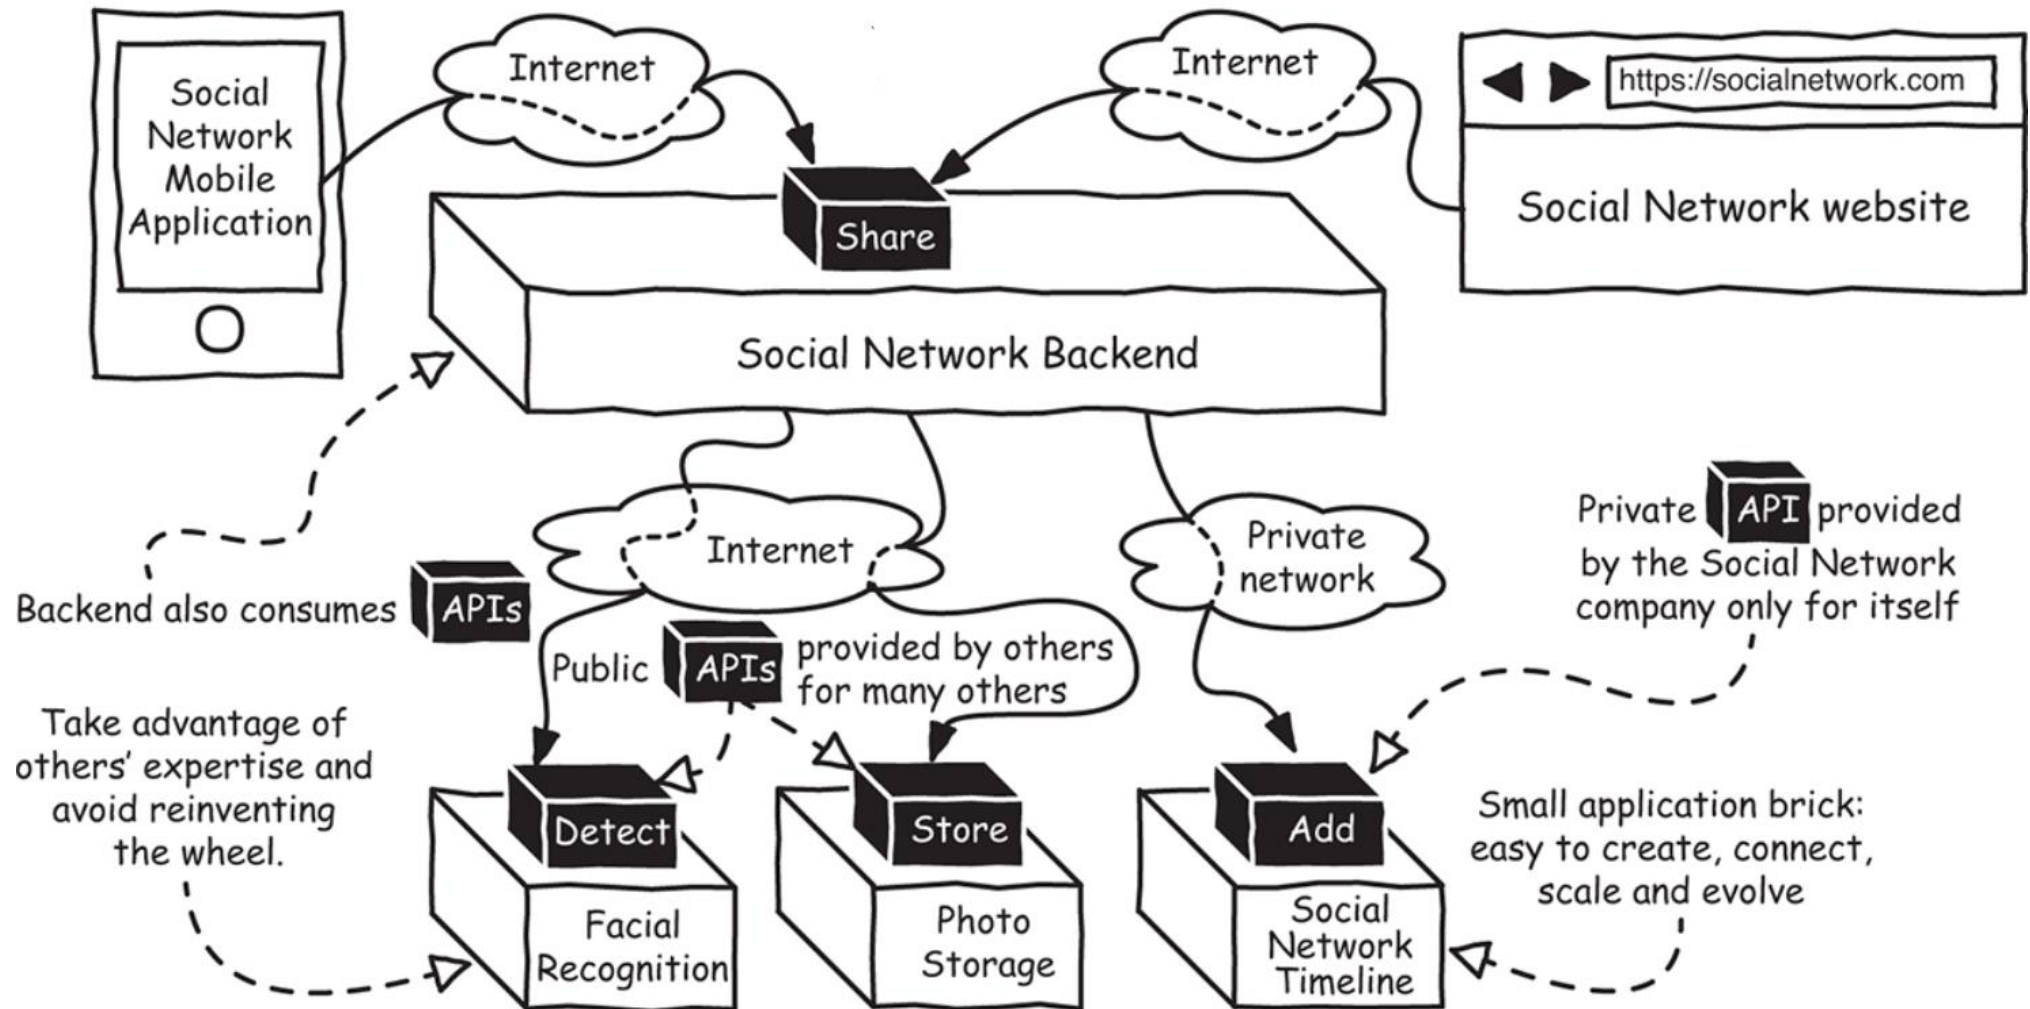 Social
Network
Mobile
Application
Internet
Internet
https://socialnetwork.com
Social Network website
Share
Social Network Backend
Backend also consumes APIs
Internet
Private
network
Private API provided
by the Social Network
company only for itself
Public APIs provided by others
for many others
Take advantage of
others' expertise and
avoid reinventing
the wheel.
Detect
Facial
Recognition
Store
Photo
Storage
Add
Social
Network
Timeline
Small application brick:
easy to create, connect,
scale and evolve